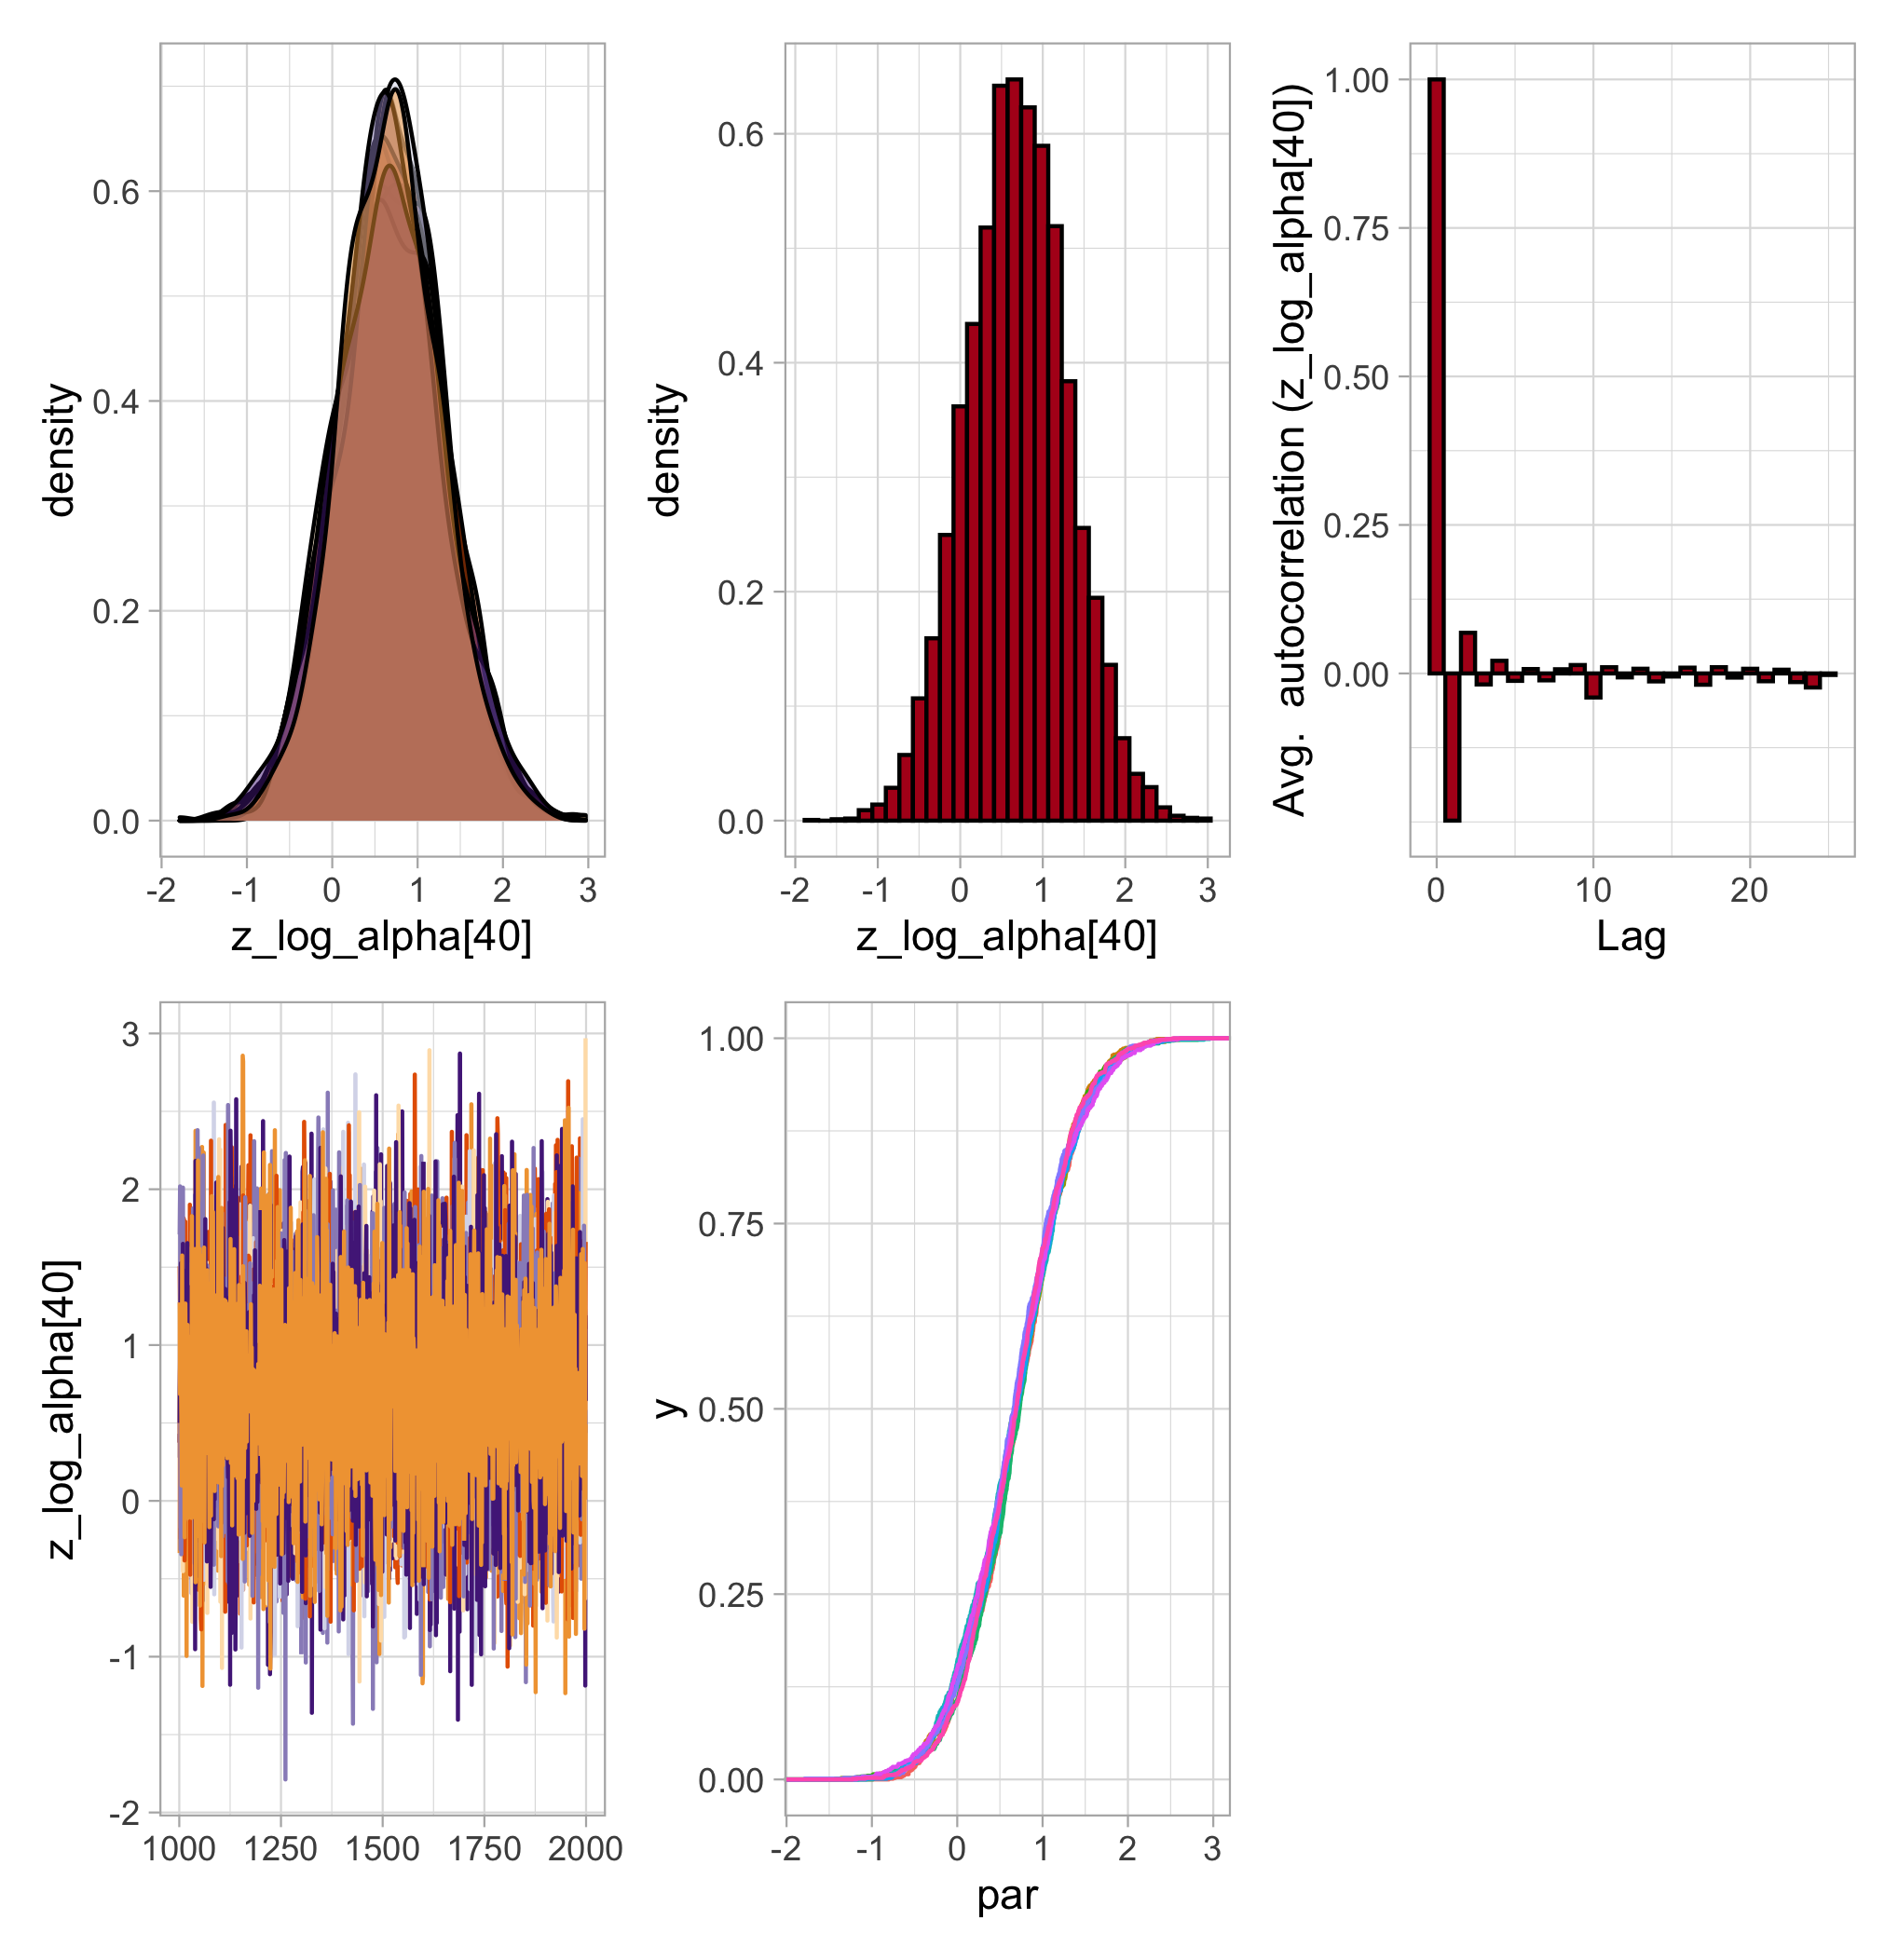 density
0.6
0.4
0.2
0.0
-2 -1 0 1 2 3
z_log_alpha[40]
density
0.6
0.4
0.2
0.0
-2 -1 0 1 2 3
z_log_alpha[40]
Avg. autocorrelation (z_log_alpha[40])
1.00
0.75
0.50
0.25
0.00
0 10 20
Lag
z_log_alpha[40]
3
2
1
0
-1
-2
1000 1250 1500 1750 2000
y
1.00
0.75
0.50
0.25
0.00
-2 -1 0 1 2 3
par